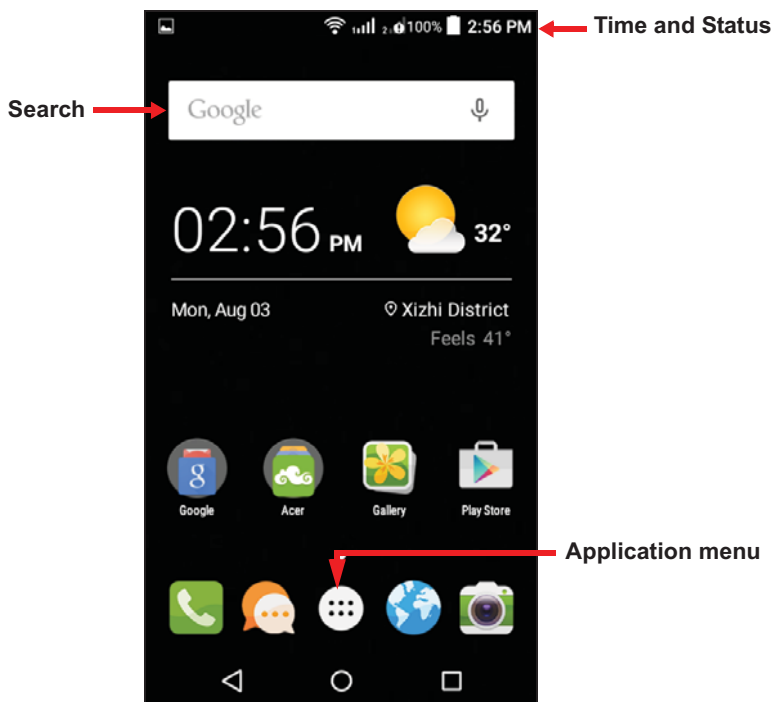 100% 2:56 PM
Time and Status
Search
Google
02:56 PM
32°
Mon, Aug 03
Xizhi District
Feels 41°
g
Google
Acer
Gallery
Play Store
Application menu